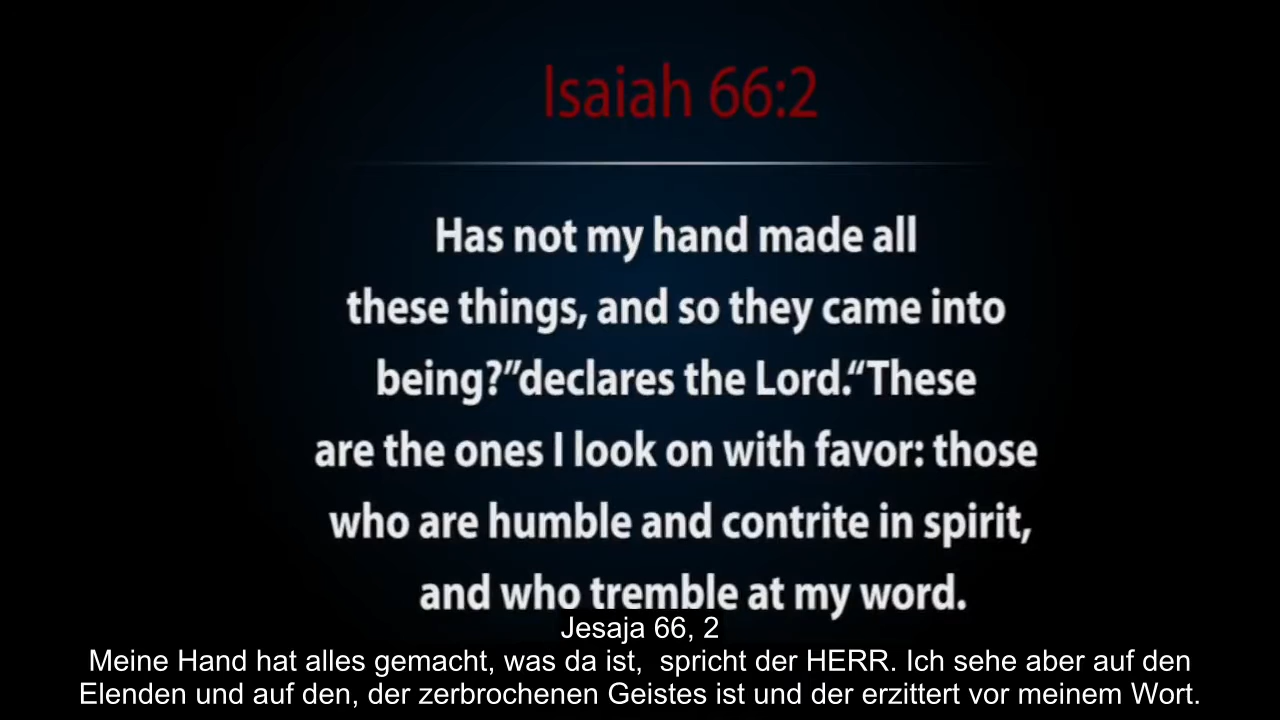 Isaiah 66:2
Has not my hand made all
these things, and so they came into
being?”declares the Lord.“These
are the ones I look on with favor: those
who are humble and contrite in spirit,
and who tremble at my word.
Jesaja 66, 2
Meine Hand hat alles gemacht, was da ist,  spricht der HERR. Ich sehe aber auf den
Elenden und auf den, der zerbrochenen Geistes ist und der erzittert vor meinem Wort.